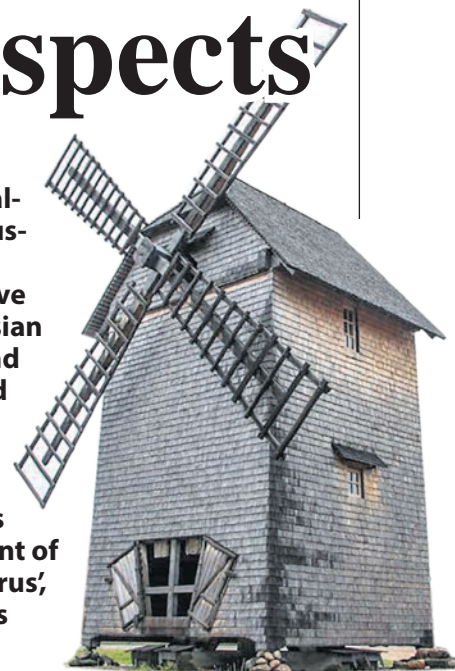 spects
al-
us-
ve
sian
nd
d
s
nt of
rus’,
s